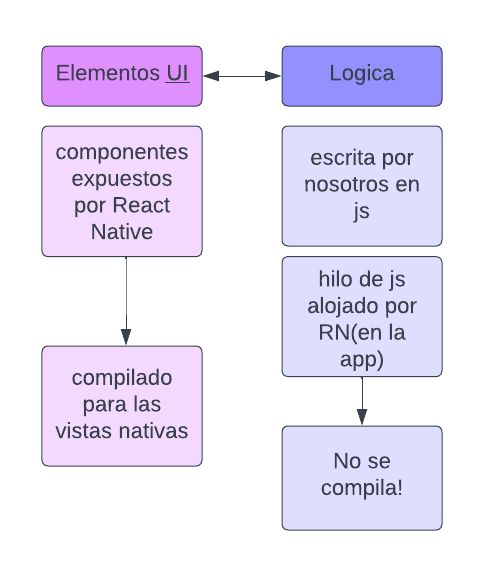 Elementos UI
Logica
componentes
expuestos
por React
Native
escrita por
nosotros en
js
hilo de js
alojado por
RN(en la
app)
compilado
para las
vistas nativas
No se
compila!